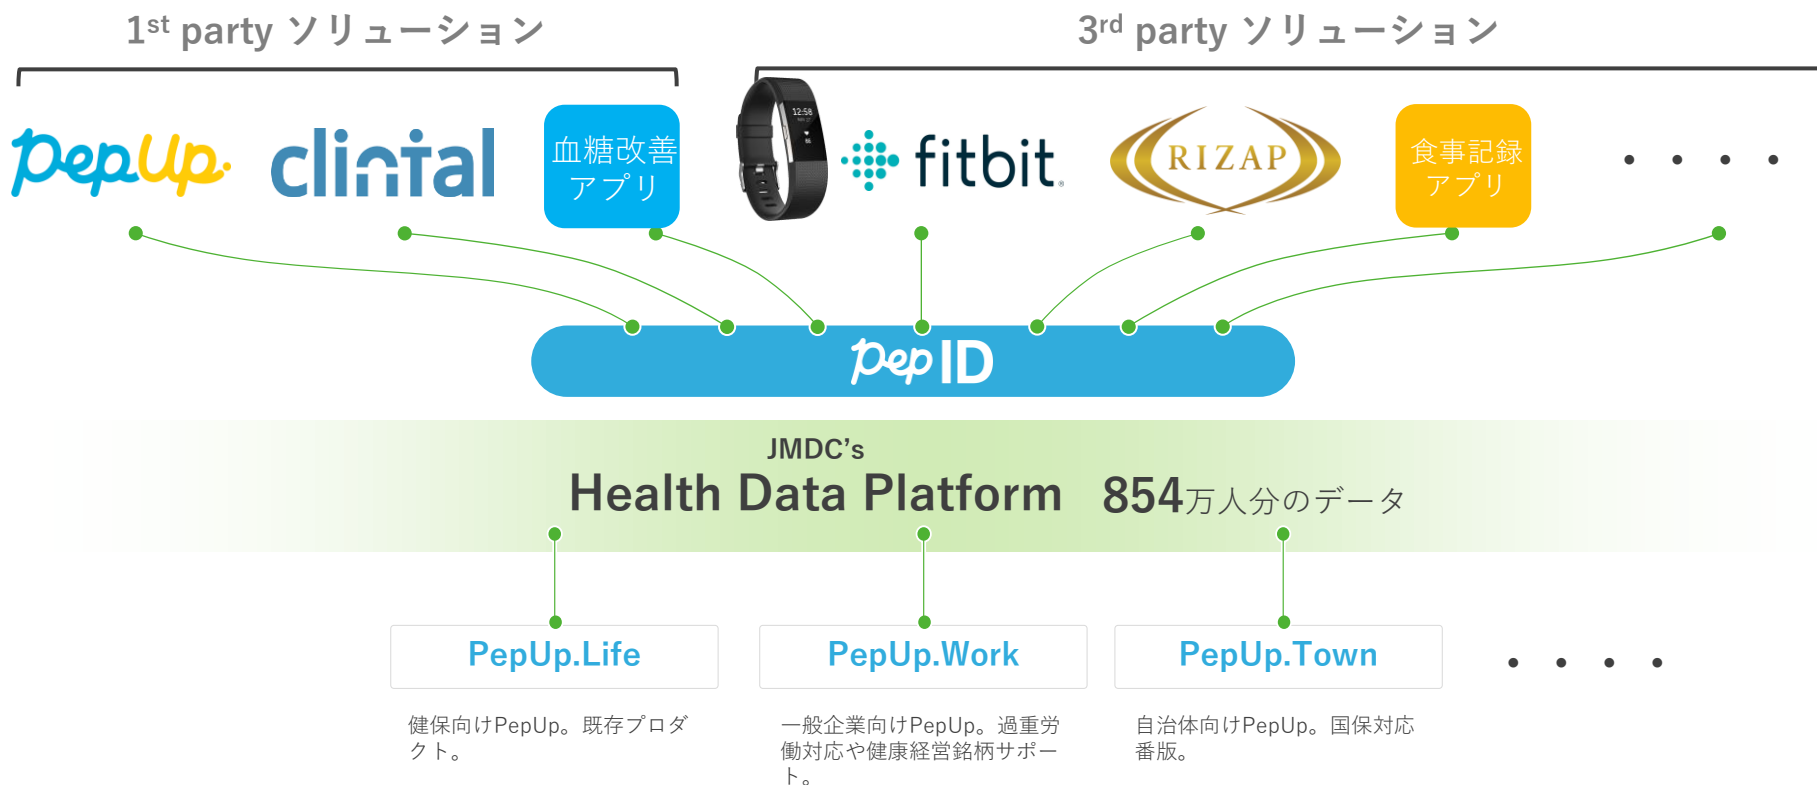 1st party ソリューション
3rd party ソリューション
PepUp.
clintal
血糖改善
アプリ
12:58
fitbit
RIZAP
食事記録
アプリ
・・・・
pep ID
JMDC's
Health Data Platform 854万人分のデータ
PepUp.Life
PepUp.Work
PepUp.Town
・・・・
健保向けPepUp。既存プロダ
クト。
一般企業向けPepUp。過重労
働対応や健康経営銘柄サポー
ト。
自治体向けPepUp。国保対応
番版。